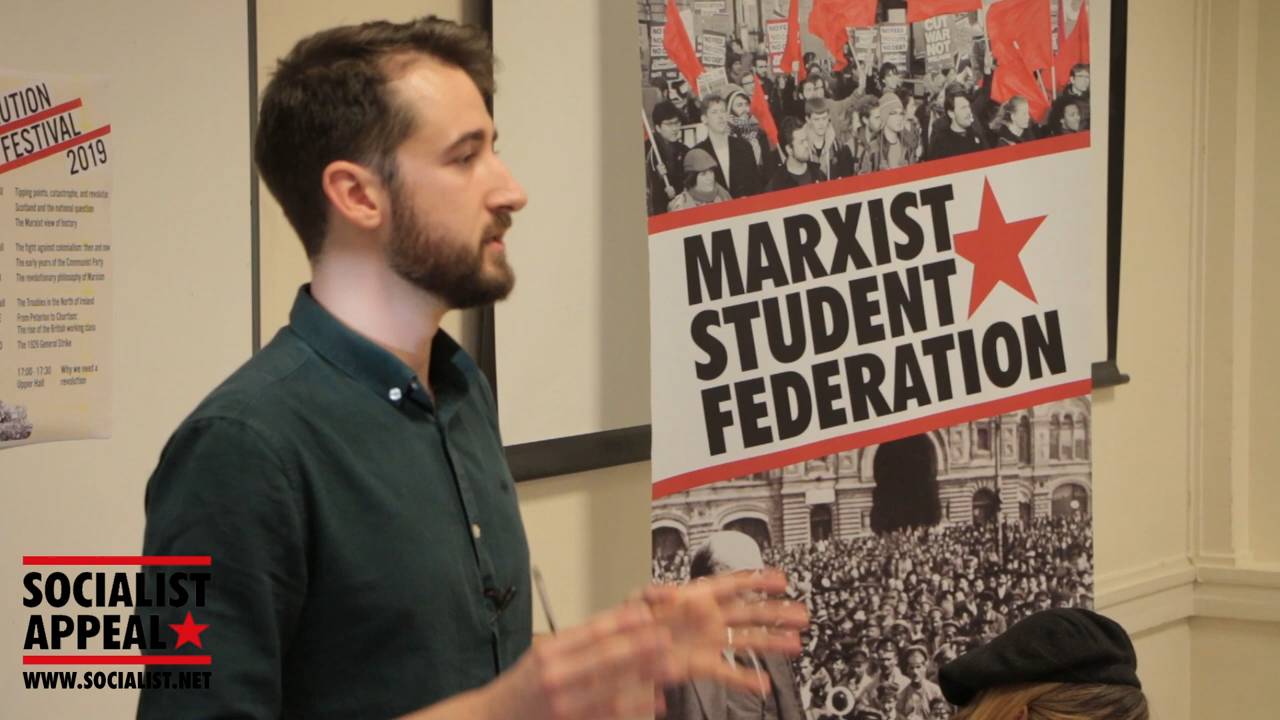 UTION
FESTIVAL
2019
Tipping points, catastrophe, and revolutio
Scotland and the national question
The Marxist view of history
The fight against colonialism: then and now
The early years of the Communist Party
The revolutionary philosophy of Marxism
The Troubles in the North of Ireland
From Peterloo to Chartism:
The rise of the British working class
The 1926 General Strike
17:00 - 17:30 Why we need a
Upper Hall revolution
CUT
WAR
NOT
MARXIST
STUDENT
FEDERATION
SOCIALIST
APPEAL
WWW.SOCIALIST.NET